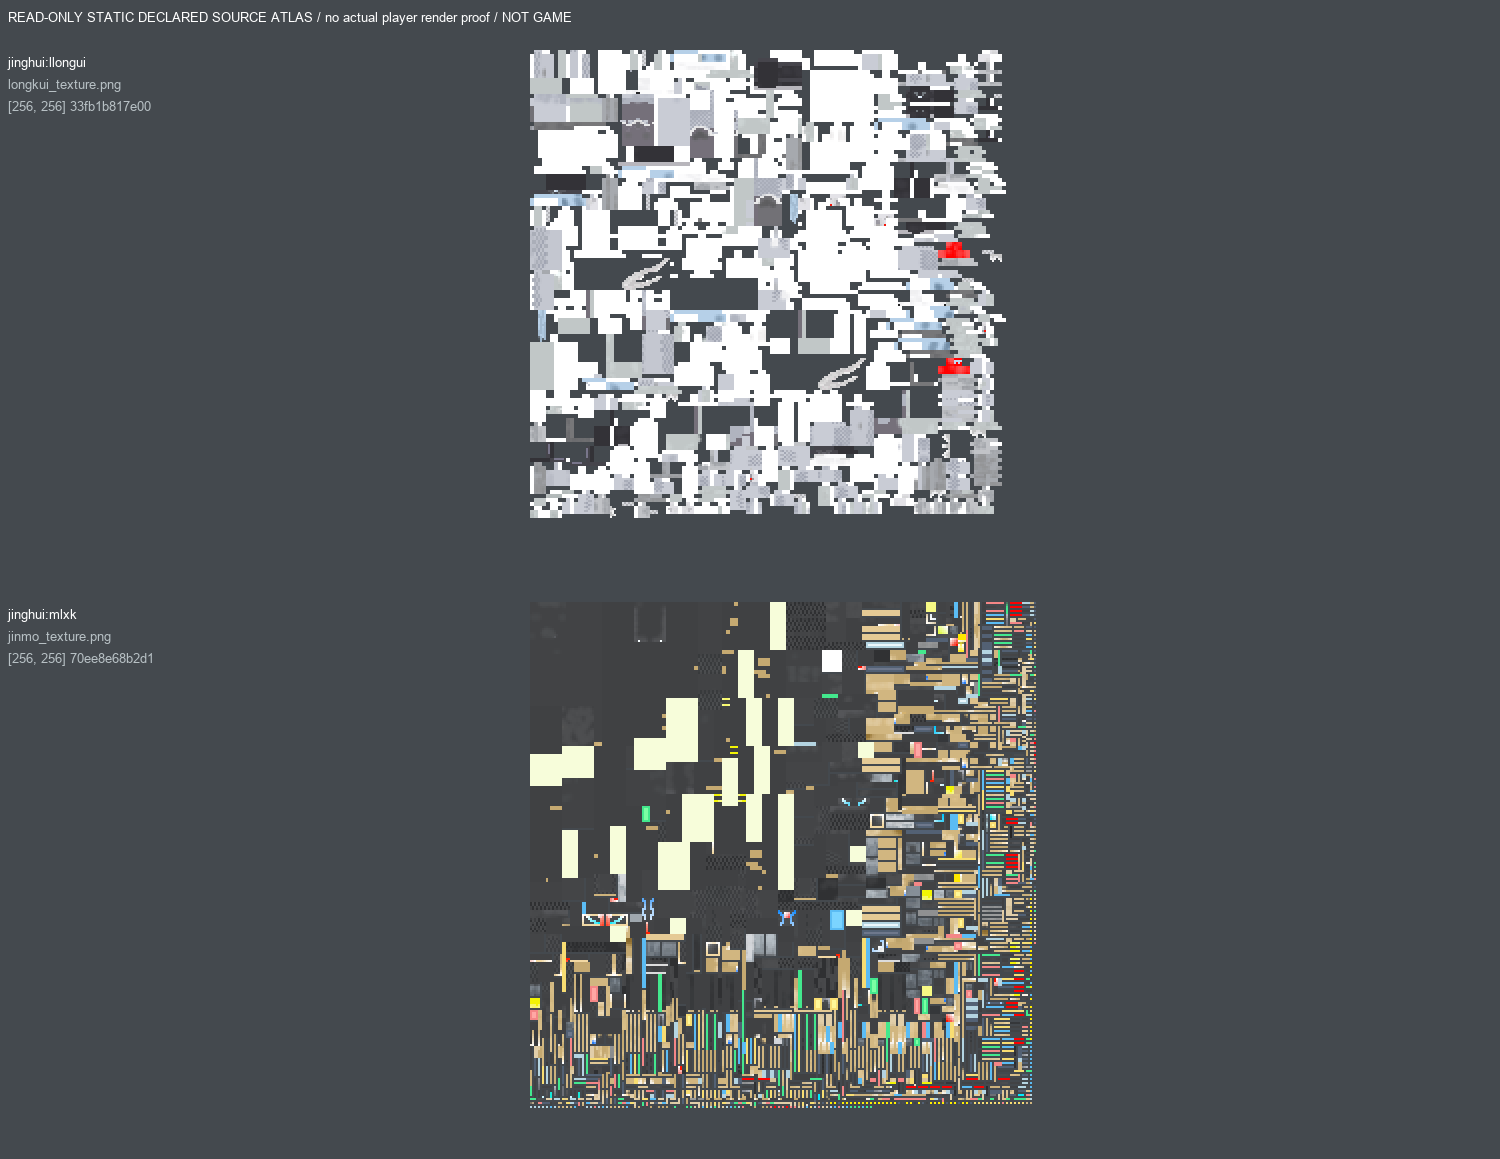 READ-ONLY STATIC DECLARED SOURCE ATLAS / no actual player render proof / NOT GAME
jinghui:llongui
longkui_texture.png
[256, 256] 33fb1b817e00
jinghui:mlxk
jinmo_texture.png
[256, 256] 70ee8e68b2d1